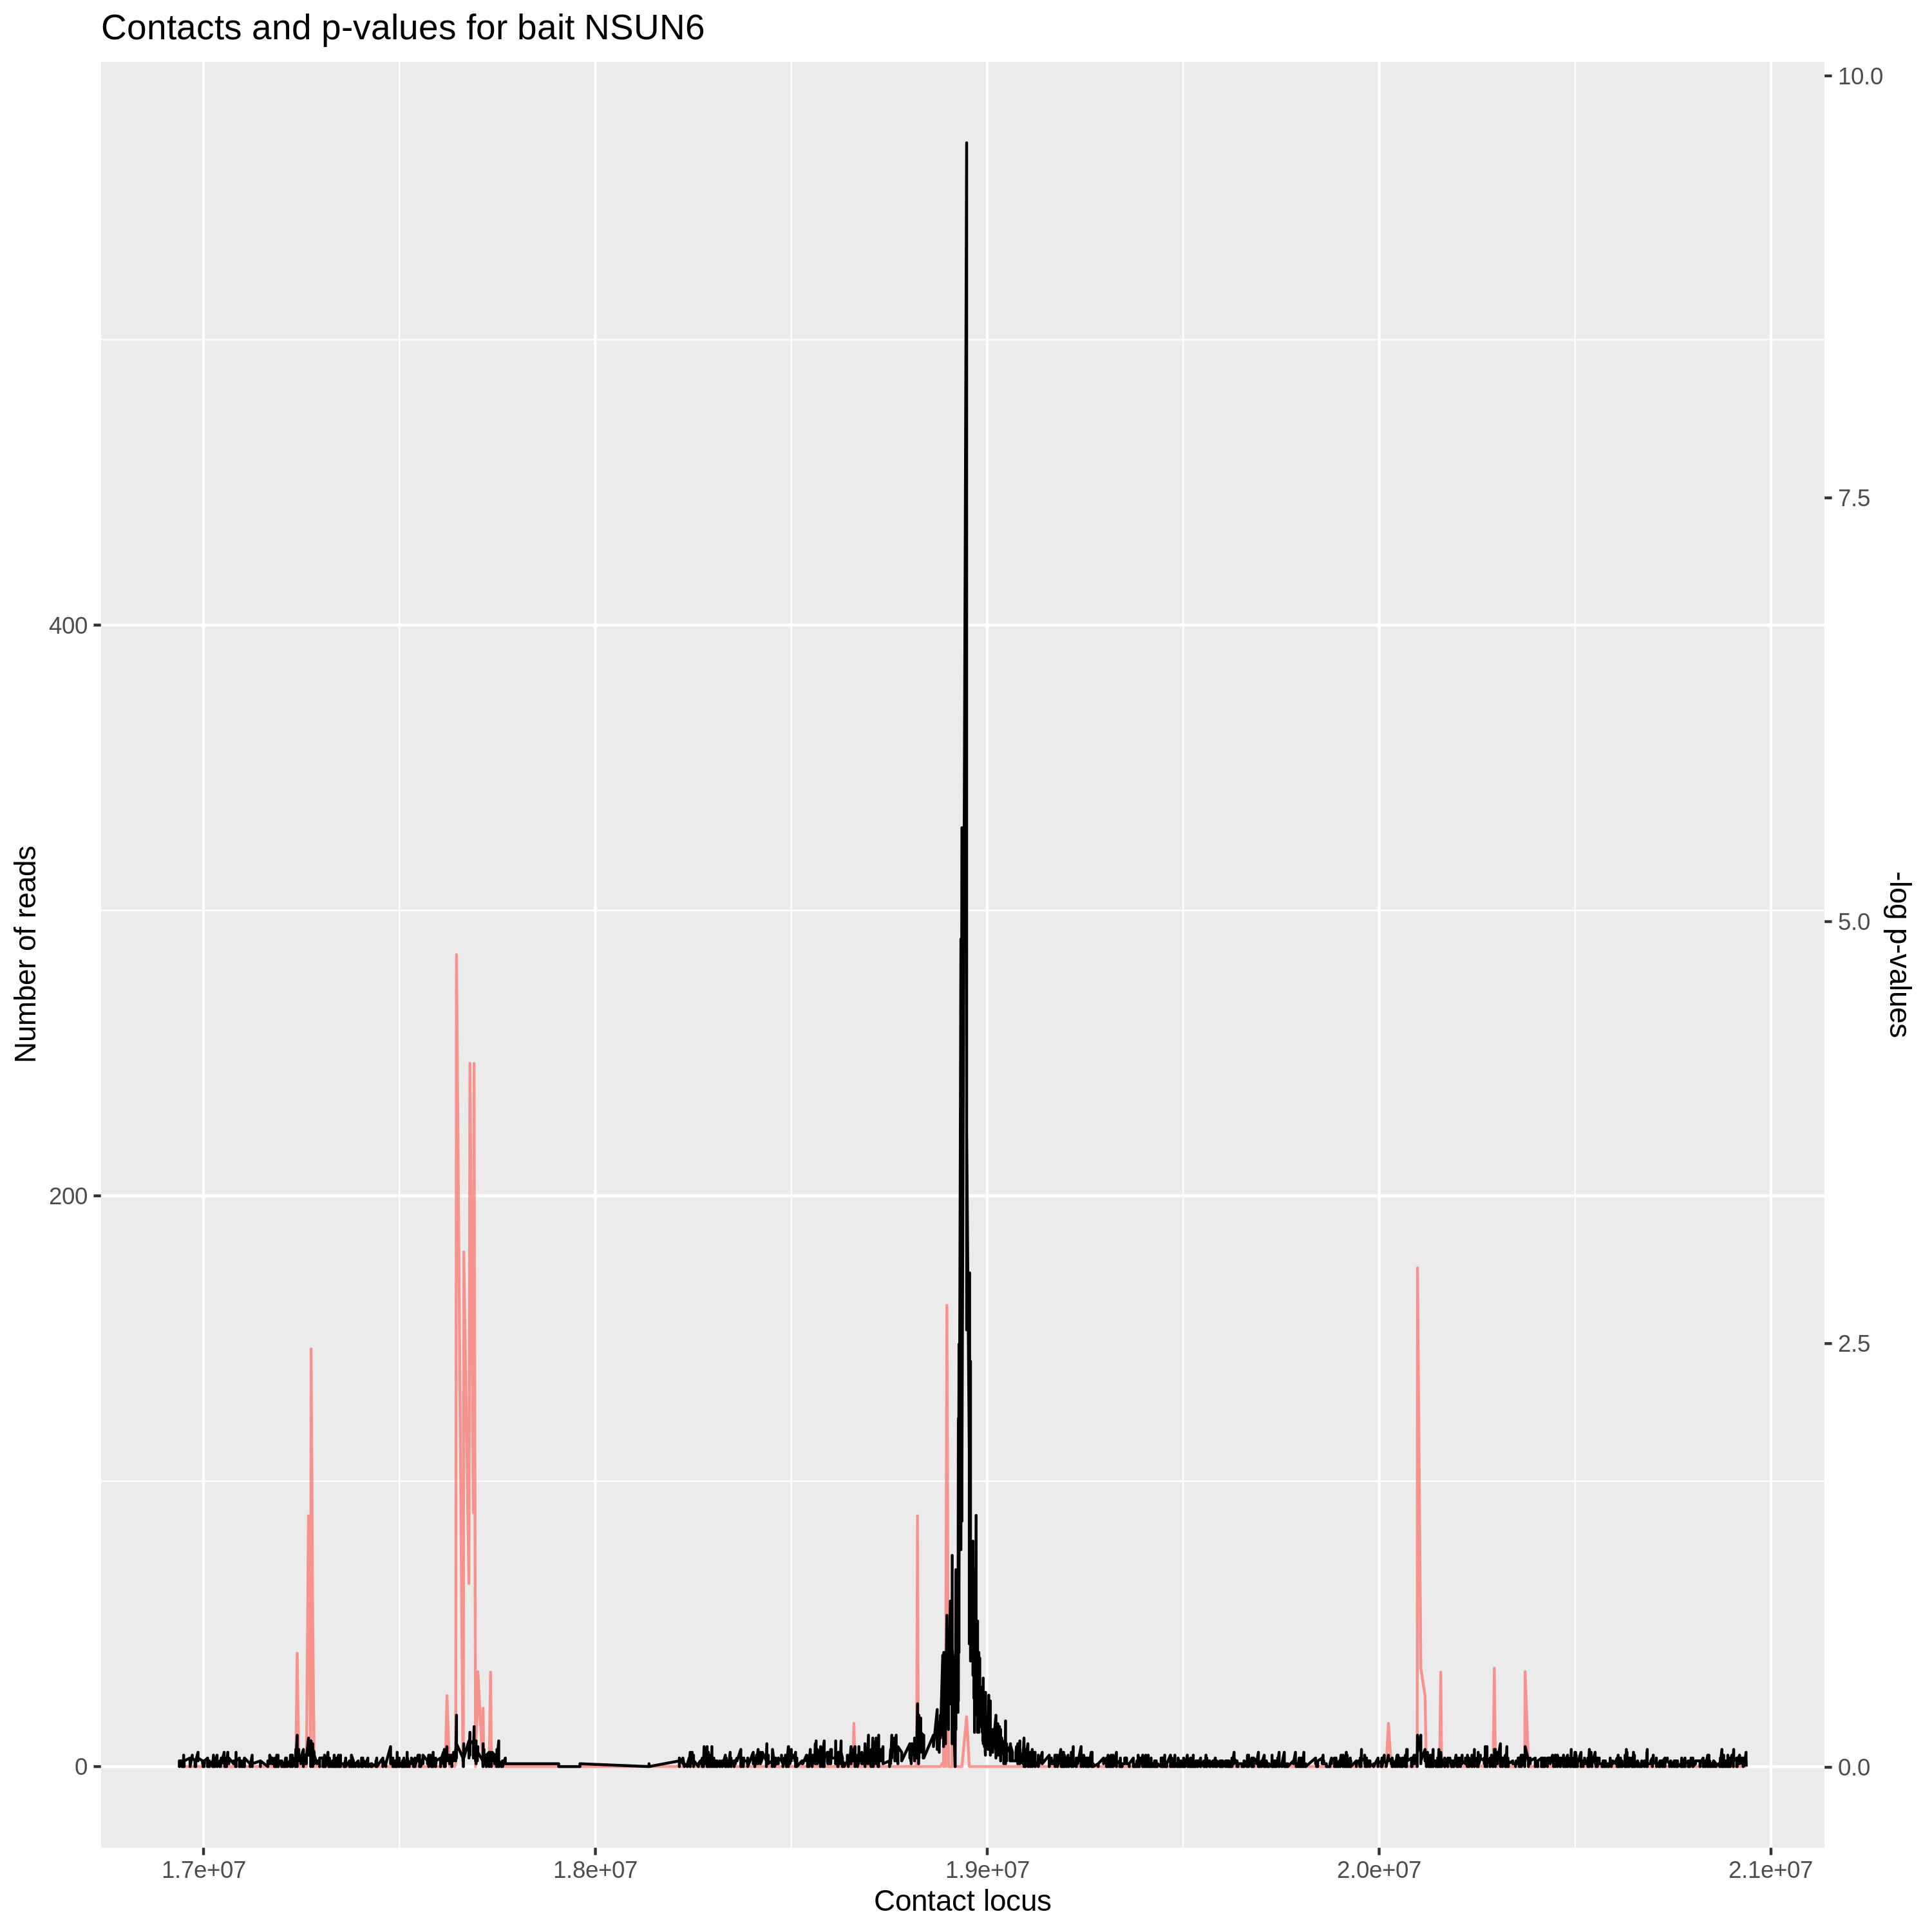 Contacts and p-values for bait NSUN6
10.0
7.5
400
5.0
Number of reads
-log p-values
200
2.5
0
0.0
1.7e+07
1.8e+07
1.9e+07
2.0e+07
2.1e+07
Contact locus